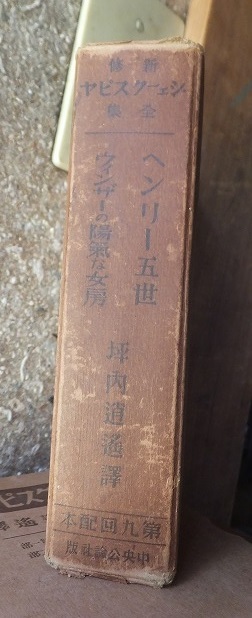 新修
シェークスピヤ
全集
ヘンリー五世
ウィンザーの陽氣な女房
坪內逍遙譯
第九回配本
中央公論社版